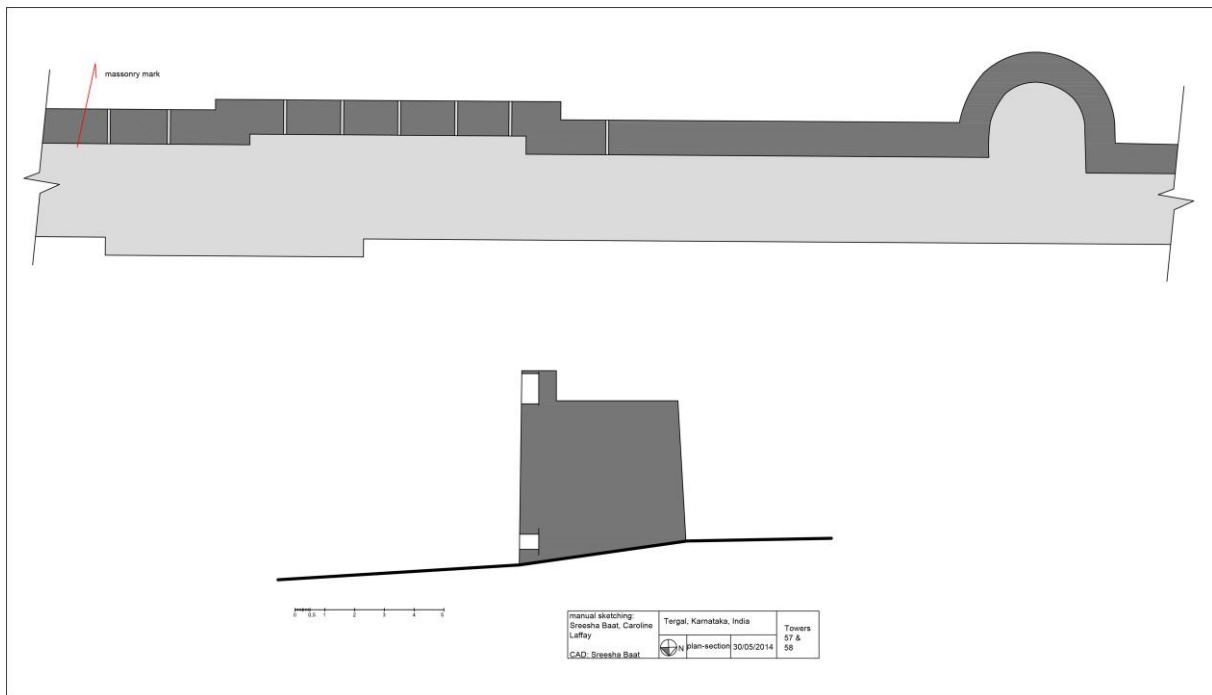 massonry mark
0 0,5 1 2 3 4 5
manual sketching:
Sreesha Baat, Caroline
Laffay
CAD: Sreesha Baat
Tergal, Karnataka, India
N
plan-section
30/05/2014
Towers
57 &
58